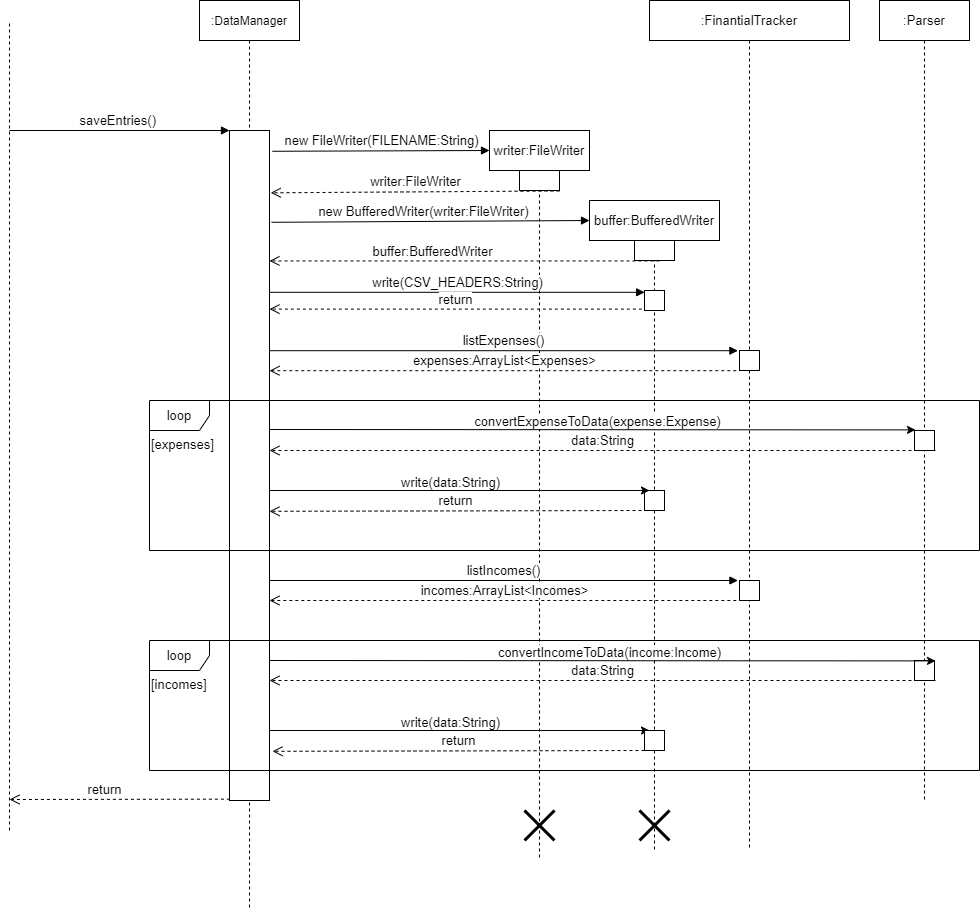 :DataManager
:FinantialTracker
:Parser
saveEntries()
new FileWriter(FILENAME:String)
writer:FileWriter
writer:FileWriter
new BufferedWriter(writer:FileWriter)
buffer:BufferedWriter
buffer:BufferedWriter
write(CSV_HEADERS:String)
return
listExpenses()
expenses:ArrayList<Expenses>
loop
[expenses]
convertExpenseToData(expense:Expense)
data:String
write(data:String)
return
listIncomes()
incomes:ArrayList<Incomes>
loop
[incomes]
convertIncomeToData(income:Income)
data:String
write(data:String)
return
return